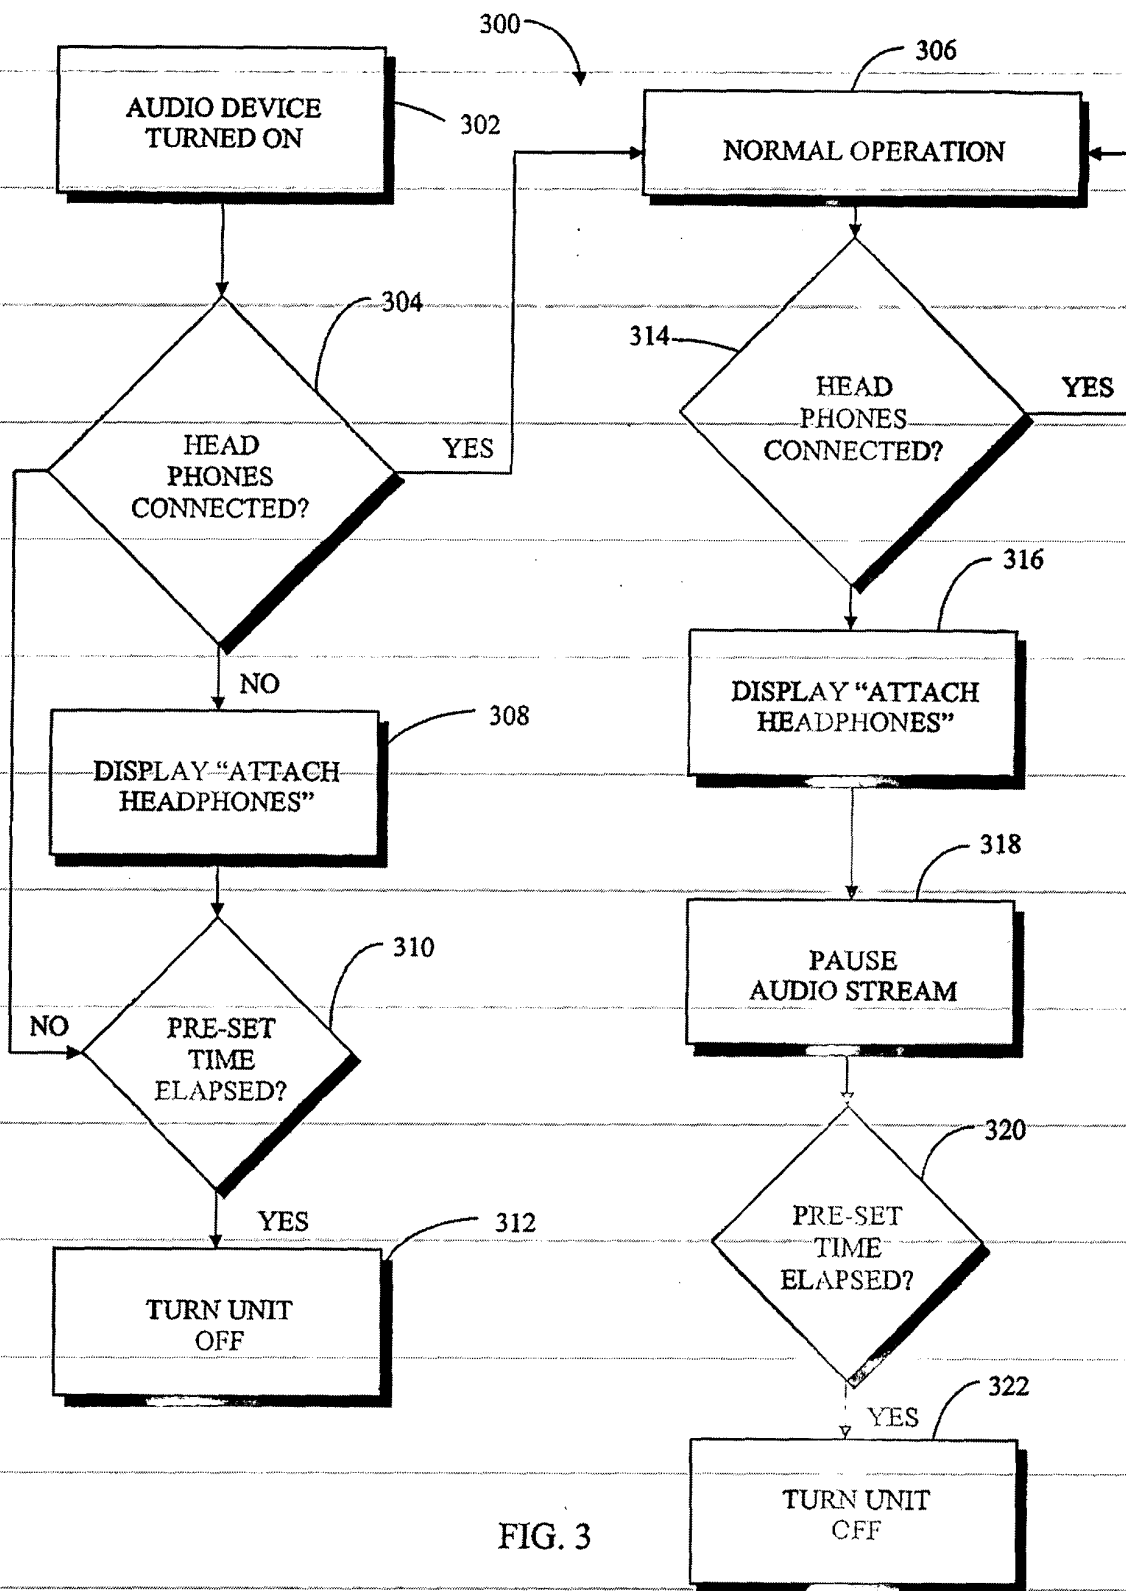 300
AUDIO DEVICE
TURNED ON
302
306
NORMAL OPERATION
304
HEAD
PHONES
CONNECTED?
YES
NO
314
HEAD
PHONES
CONNECTED?
YES
308
DISPLAY “ATTACH
HEADPHONES”
316
DISPLAY “ATTACH
HEADPHONES”
310
NO
PRE-SET
TIME
ELAPSED?
YES
318
PAUSE
AUDIO STREAM
312
TURN UNIT
OFF
320
PRE-SET
TIME
ELAPSED?
YES
322
TURN UNIT
OFF
FIG. 3